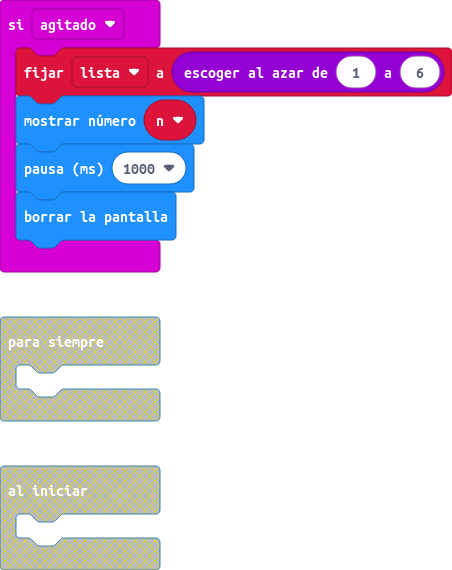 si agitado
fijar lista a escoger al azar de 1 a 6
mostrar número n
pausa (ms) 1000
borrar la pantalla
para siempre
al iniciar